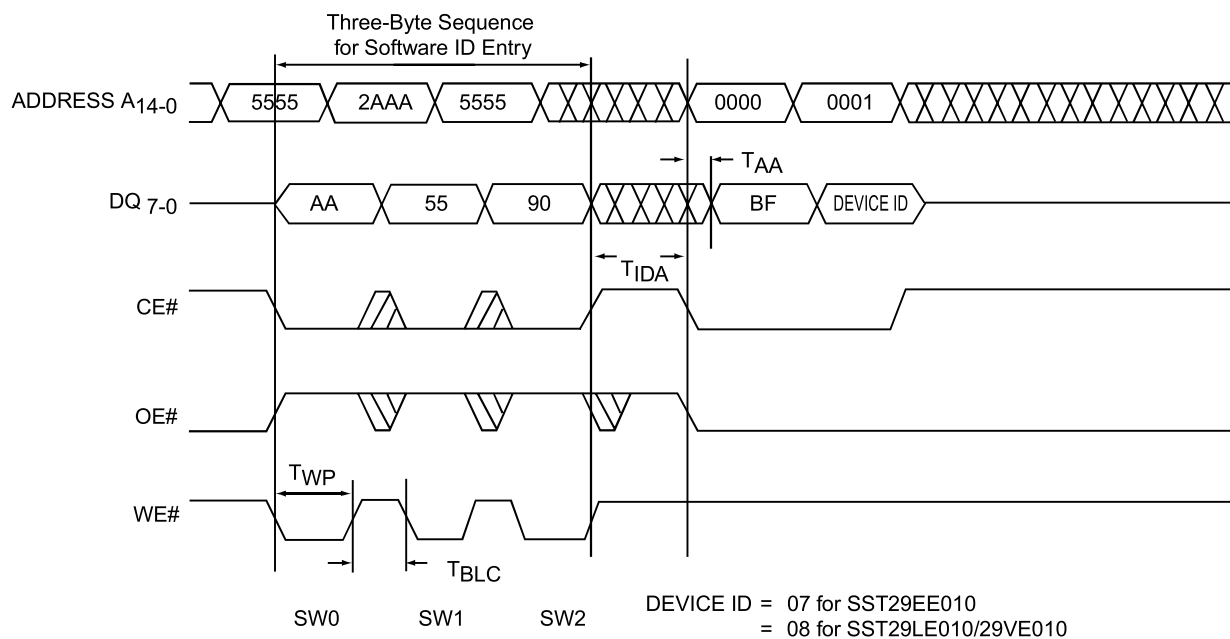 Three-Byte Sequence
for Software ID Entry
ADDRESS A14-0
5555
2AAA
5555
0000
0001
TAA
DQ 7-0
AA
55
90
BF
DEVICE ID
TIDA
CE#
OE#
TWP
WE#
TBLC
SW0
SW1
SW2
DEVICE ID = 07 for SST29EE010
= 08 for SST29LE010/29VE010